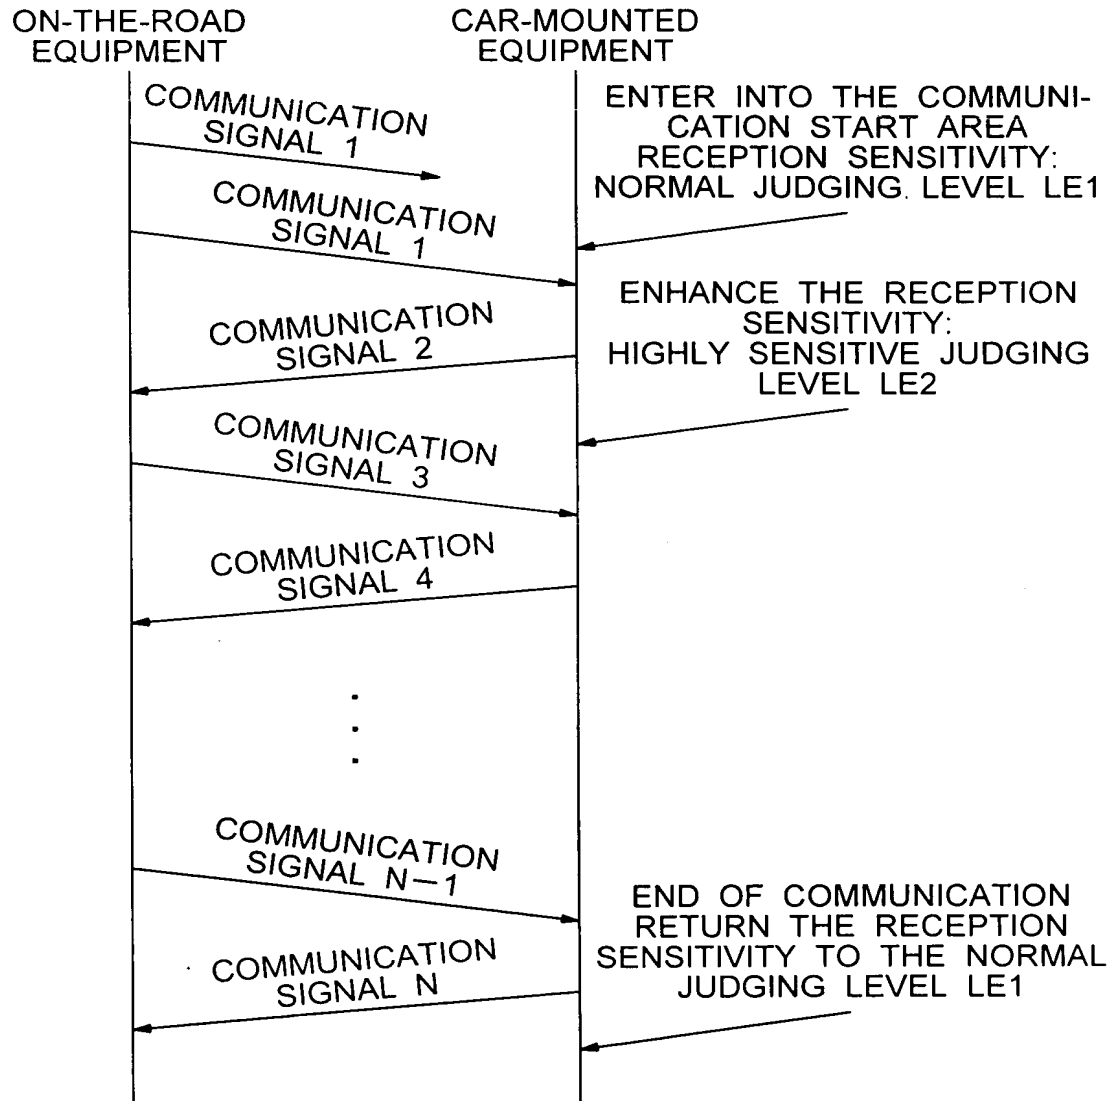 ON-THE-ROAD
EQUIPMENT
CAR-MOUNTED
EQUIPMENT
COMMUNICATION
SIGNAL 1
ENTER INTO THE COMMUNI-
CATION START AREA
RECEPTION SENSITIVITY:
NORMAL JUDGING LEVEL LE1
COMMUNICATION
SIGNAL 1
ENHANCE THE RECEPTION
SENSITIVITY:
HIGHLY SENSITIVE JUDGING
LEVEL LE2
COMMUNICATION
SIGNAL 2
COMMUNICATION
SIGNAL 3
COMMUNICATION
SIGNAL 4
COMMUNICATION
SIGNAL N-1
END OF COMMUNICATION
RETURN THE RECEPTION
SENSITIVITY TO THE NORMAL
JUDGING LEVEL LE1
COMMUNICATION
SIGNAL N